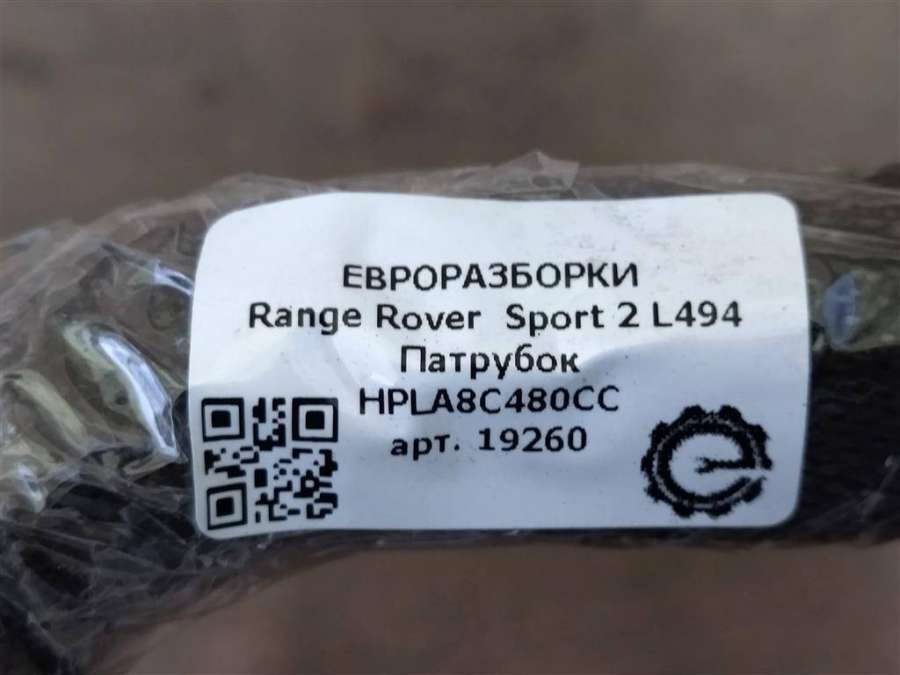 ЕВРОРАЗБОРКИ
Range Rover Sport 2 L494
Патрубок
HPLA8C480CC
арт. 19260